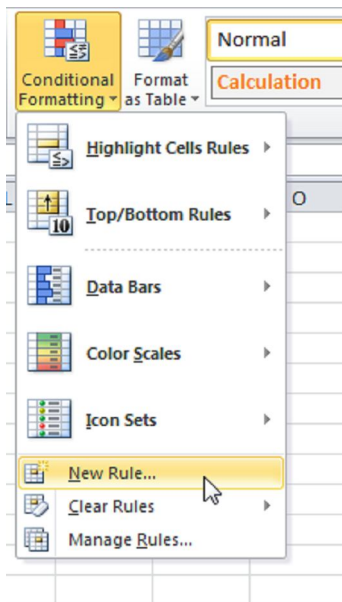 Normal
Conditional Formatting
Format as Table
Calculation
≤≠
≤≥
10
L
O
Highlight Cells Rules
Top/Bottom Rules
Data Bars
Color Scales
Icon Sets
New Rule...
Clear Rules
Manage Rules...